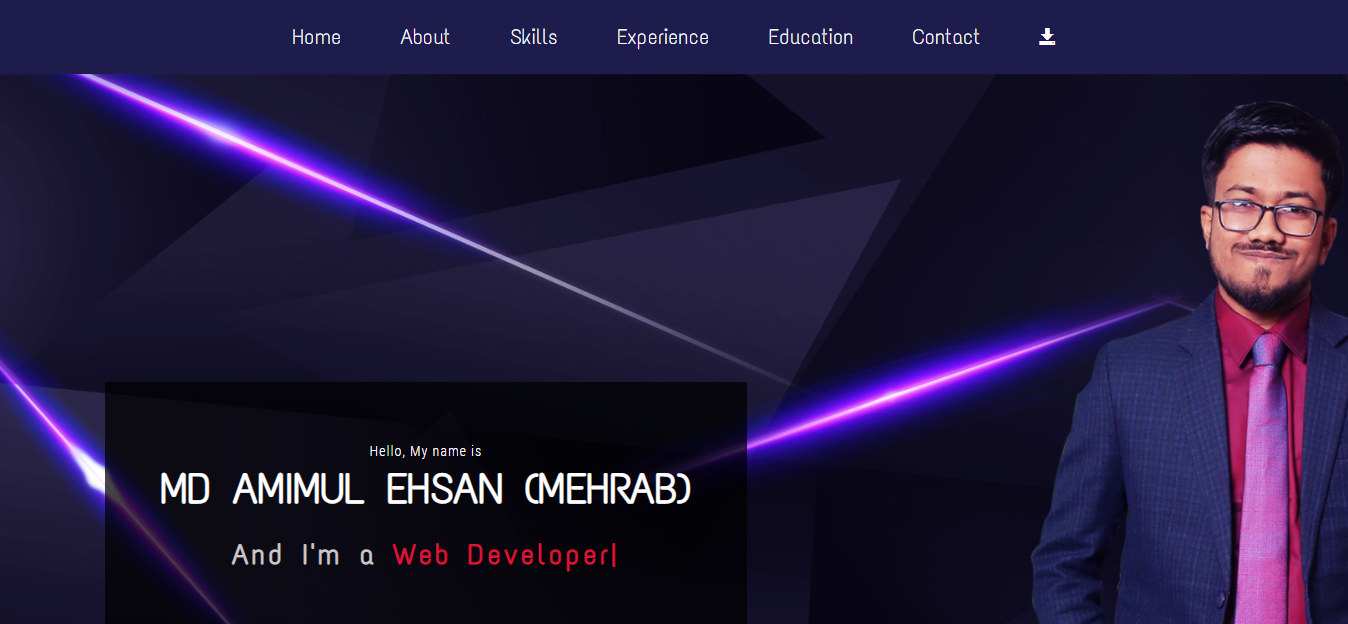 Home About Skills Experience Education Contact
Hello, My name is
MD AMIMUL EHSAN (MEHRAB)
And I'm a Web Developer|